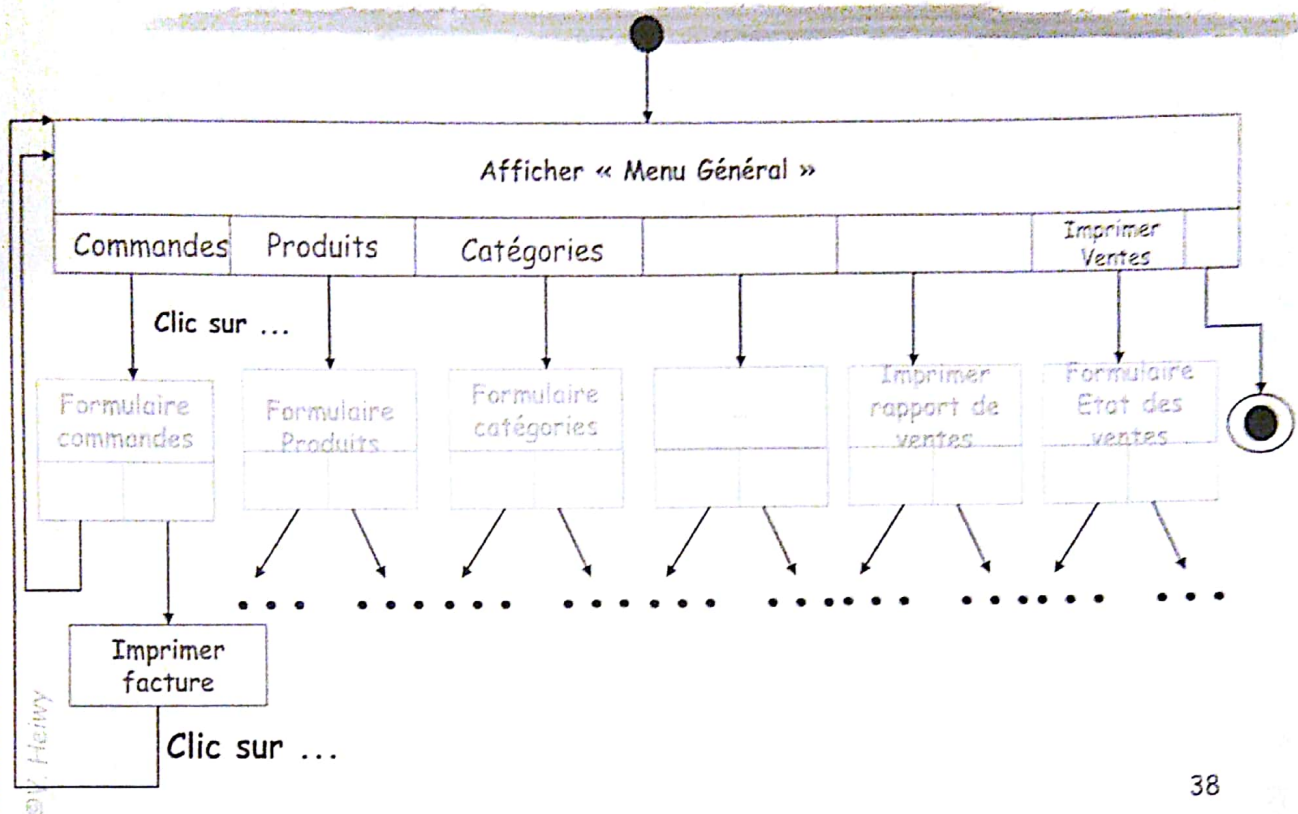 Afficher « Menu Général »
Commandes
Produits
Catégories
Imprimer
Ventes
Clic sur ...
Formulaire
commandes
Formulaire
Produits
Formulaire
catégories
...
Imprimer
rapport de
ventes
Formulaire
Etat des
ventes
Imprimer
facture
Clic sur ...
©V. Heiwy
38